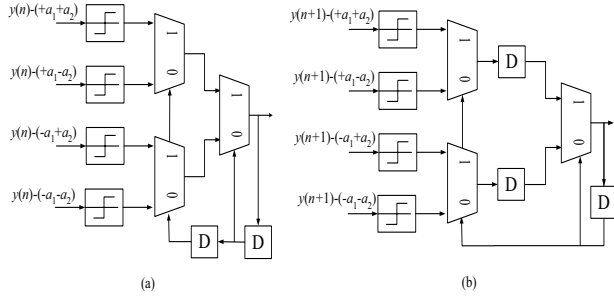 y(n)-(+a₁+a₂)
y(n)-(+a₁-a₂)
y(n)-(-a₁+a₂)
y(n)-(-a₁-a₂)
1
0
1
0
1
0
D
D
(a)
y(n+1)-(+a₁+a₂)
y(n+1)-(+a₁-a₂)
y(n+1)-(-a₁+a₂)
y(n+1)-(-a₁-a₂)
1
0
1
0
D
D
1
0
D
(b)